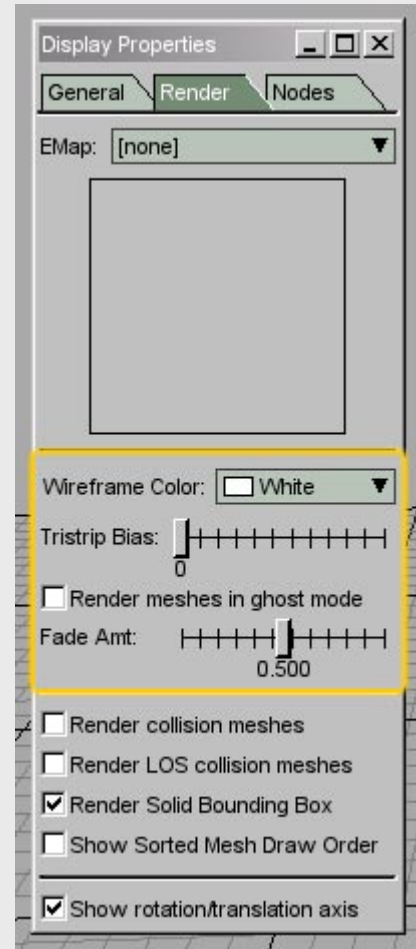 Display Properties
General Render Nodes
EMap: [none]
Wireframe Color: White
Tristrip Bias:
0
Render meshes in ghost mode
Fade Amt:
0.500
Render collision meshes
Render LOS collision meshes
Render Solid Bounding Box
Show Sorted Mesh Draw Order
Show rotation/translation axis